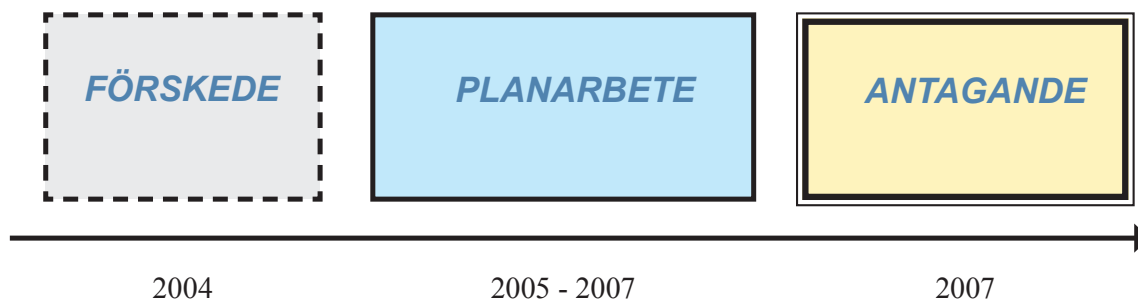 FÖRSKEDE PLANARBETE ANTAGANDE
2004 2005 - 2007 2007